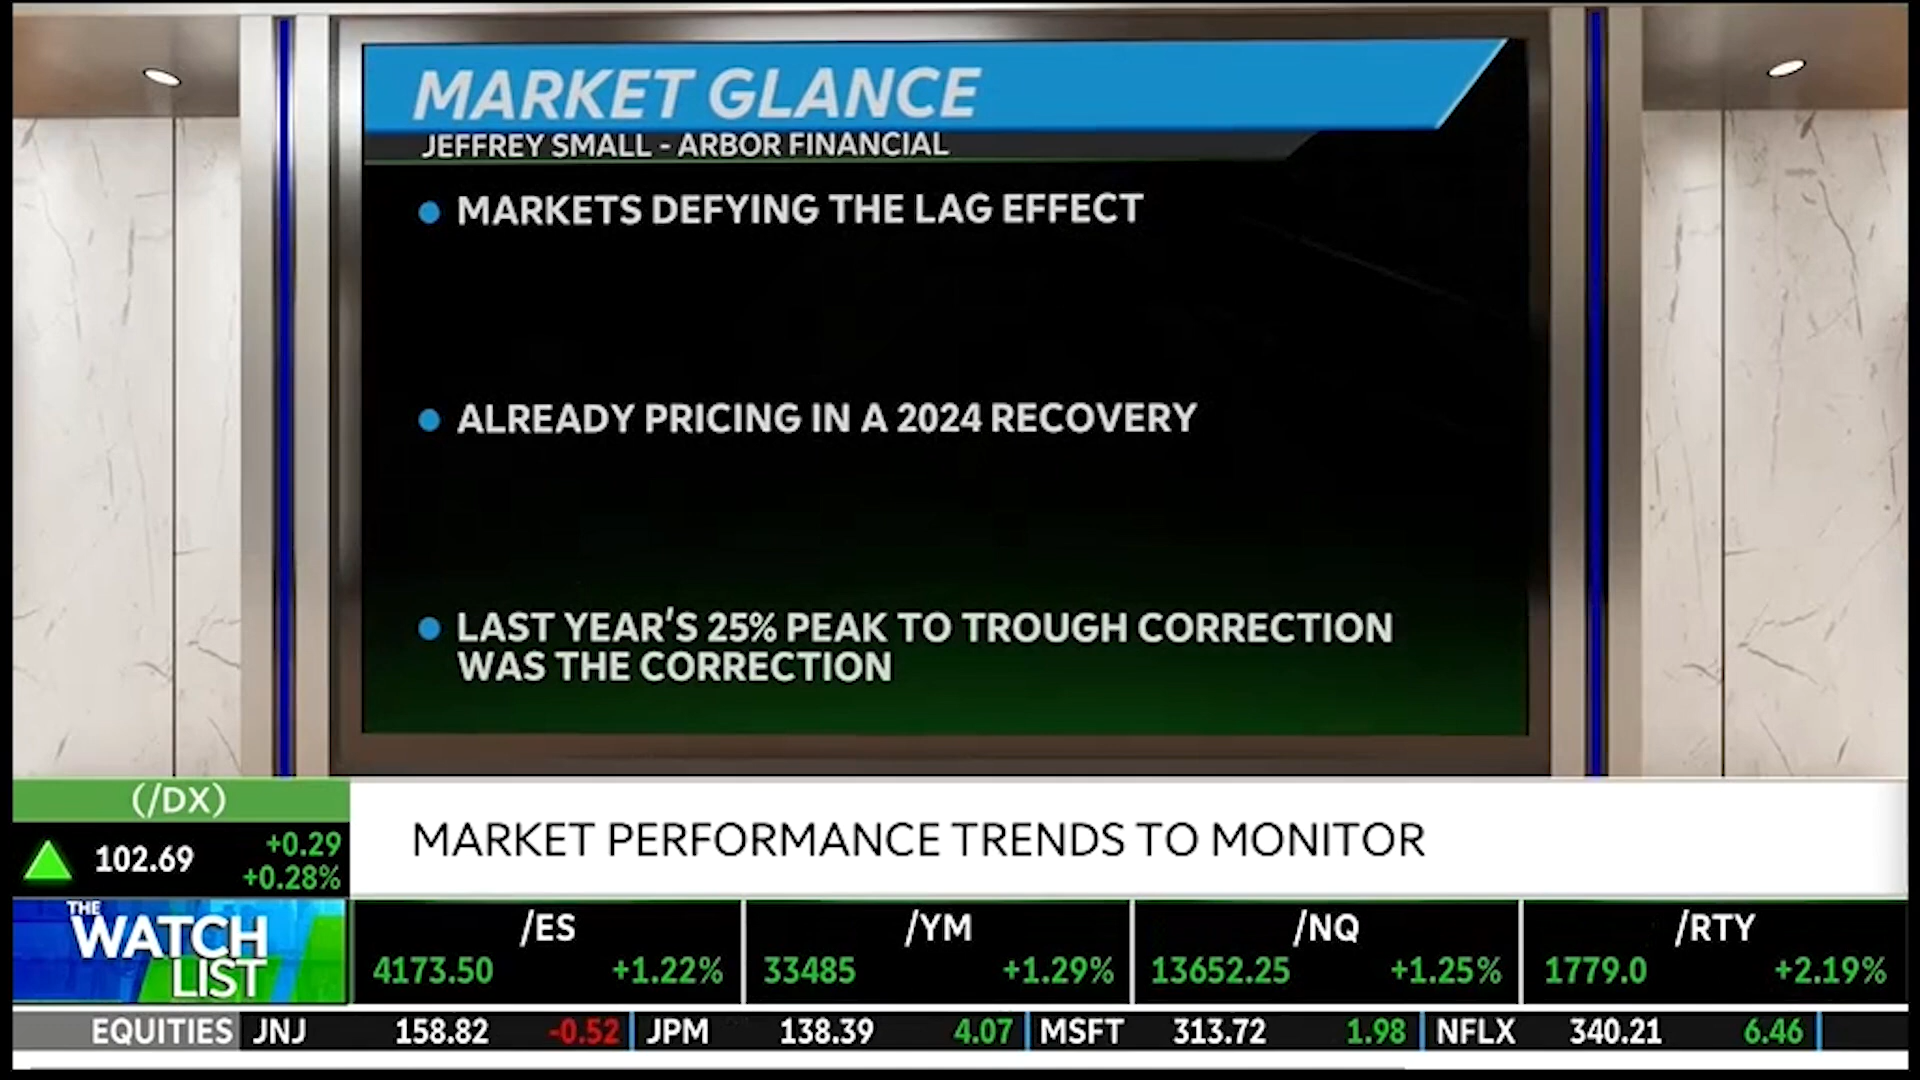 MARKET GLANCE
JEFFREY SMALL - ARBOR FINANCIAL
MARKETS DEFYING THE LAG EFFECT
ALREADY PRICING IN A 2024 RECOVERY
LAST YEAR'S 25% PEAK TO TROUGH CORRECTION
WAS THE CORRECTION
(/DX)
102.69 +0.29
+0.28%
MARKET PERFORMANCE TRENDS TO MONITOR
THE
WATCH
LIST
/ES
4173.50 +1.22%
/YM
33485 +1.29%
/NQ
13652.25 +1.25%
/RTY
1779.0 +2.19%
EQUITIES JNJ 158.82 -0.52 JPM 138.39 4.07 MSFT 313.72 1.98 NFLX 340.21 6.46